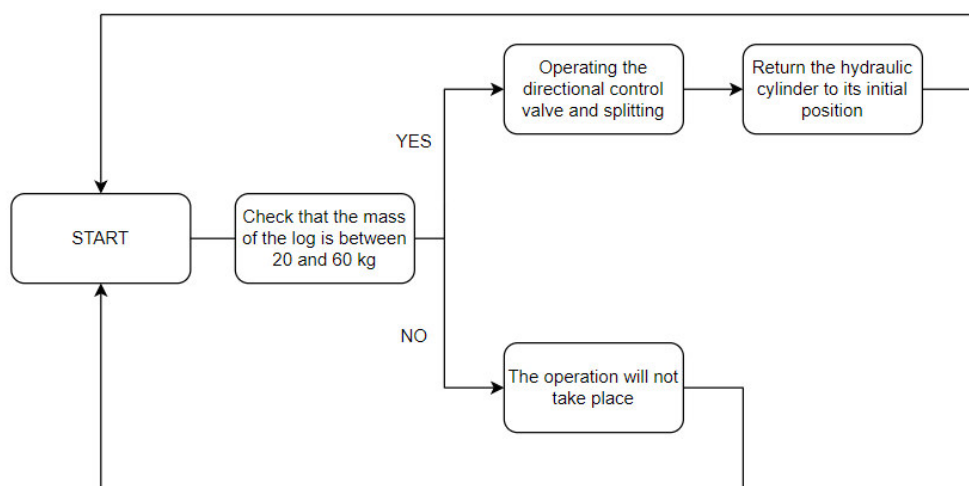 START
Check that the mass
of the log is between
20 and 60 kg
YES
Operating the
directional control
valve and splitting
Return the hydraulic
cylinder to its initial
position
NO
The operation will not
take place